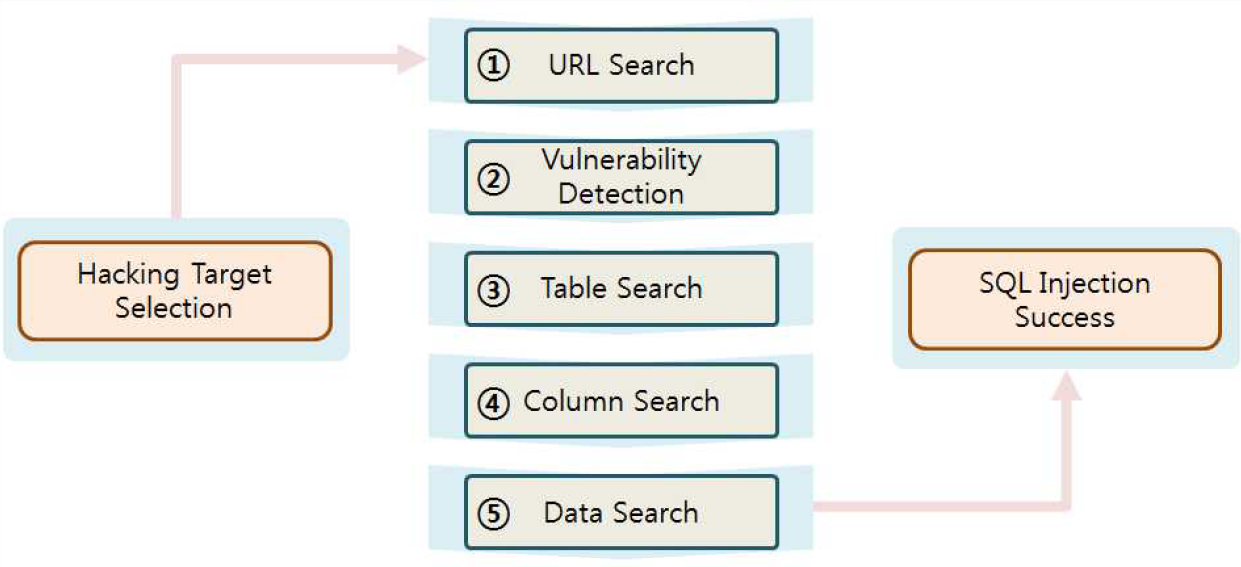 Hacking Target
Selection
① URL Search
② Vulnerability
Detection
③ Table Search
④ Column Search
⑤ Data Search
SQL Injection
Success